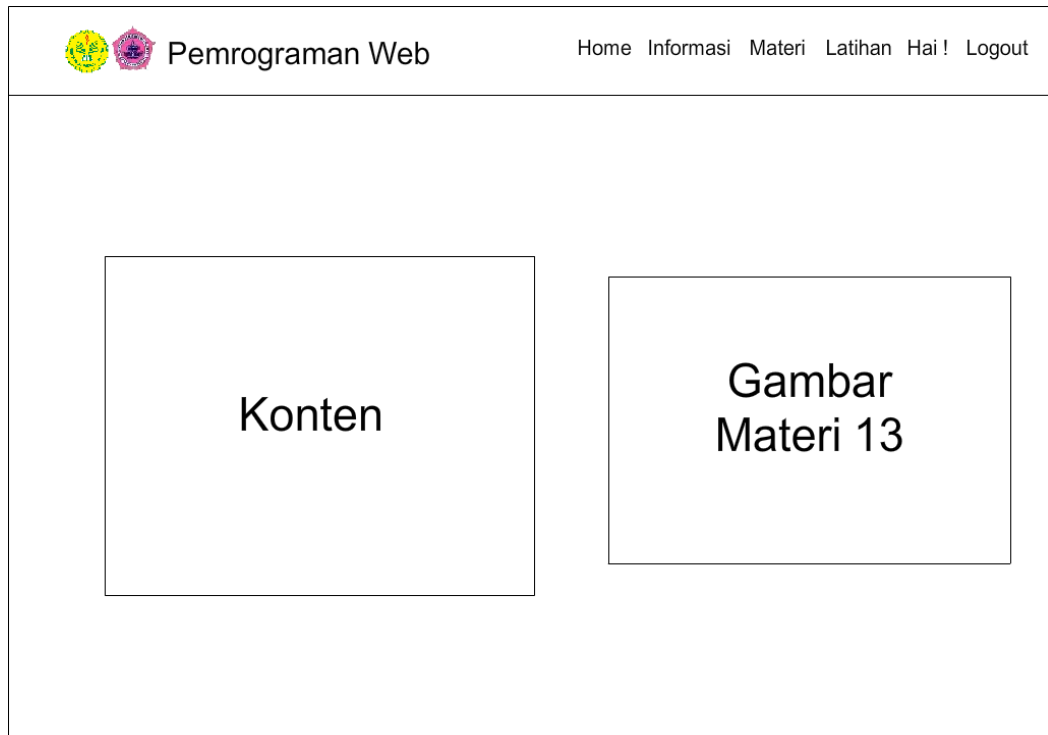 Pemrograman Web
Home Informasi Materi Latihan Hai ! Logout
Konten
Gambar
Materi 13